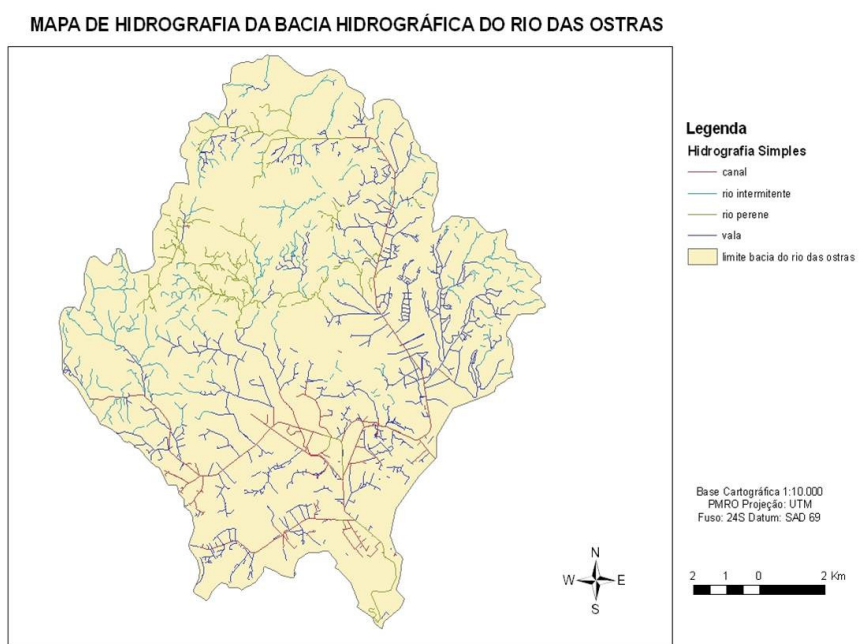 MAPA DE HIDROGRAFIA DA BACIA HIDROGRÁFICA DO RIO DAS OSTRAS
Legenda
Hidrografia Simples
canal
rio intermitente
rio perene
vala
limite bacia do rio das ostras
Base Cartográfica 1:10.000
PMRO Projeção: UTM
Fuso: 24S Datum: SAD 69
N
W E
S
2 1 0 2 Km